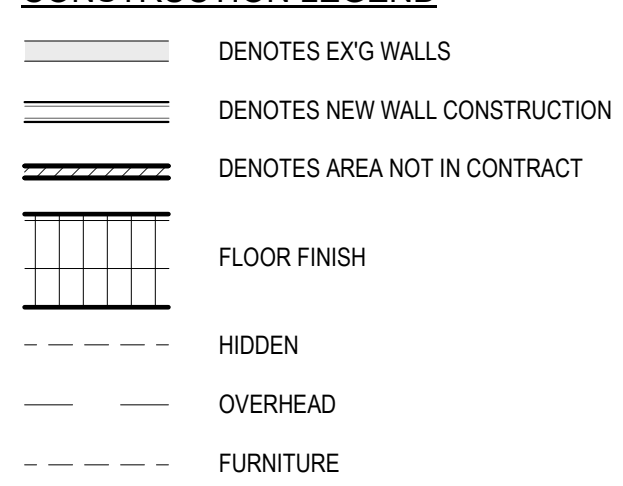 CONSTRUCTION LEGEND
DENOTES EX'G WALLS
DENOTES NEW WALL CONSTRUCTION
DENOTES AREA NOT IN CONTRACT
FLOOR FINISH
HIDDEN
OVERHEAD
FURNITURE